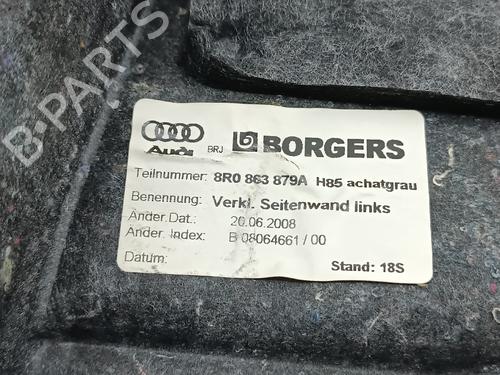 B-PARTS
Audi BRJ BORGERS
Teilnummer: 8R0 863 879A H85 achatgrau
Benennung: Verkl. Seitenwand links
Änder.Dat.: 20.06.2008
Änder. Index: B 08064661 / 00
Datum:
Stand: 18S